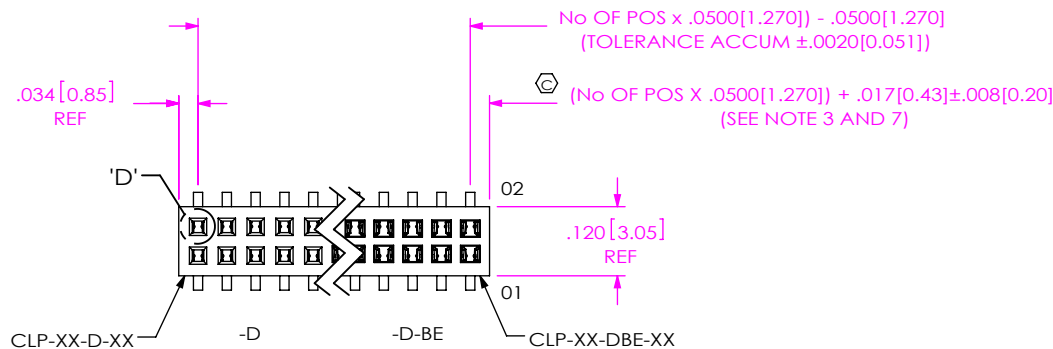 No OF POS x .0500[1.270]) - .0500[1.270]
(TOLERANCE ACCUM ±.0020[0.051])
.034[0.85]
REF
C
(No OF POS X .0500[1.270]) + .017[0.43]±.008[0.20]
(SEE NOTE 3 AND 7)
'D'
02
.120[3.05]
REF
01
CLP-XX-D-XX
-D
-D-BE
CLP-XX-DBE-XX